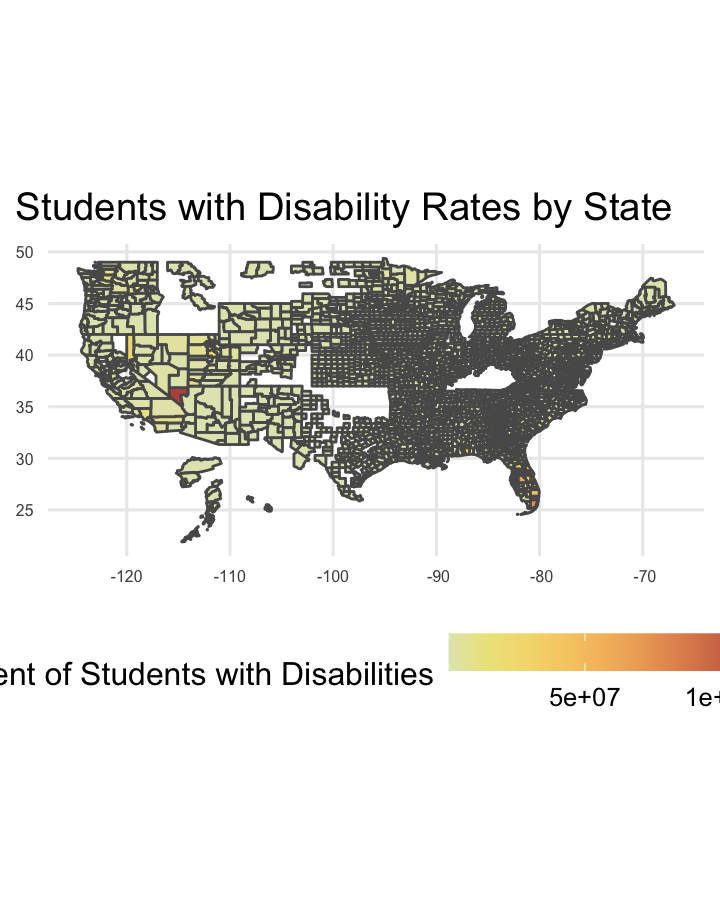 Students with Disability Rates by State
50
45
40
35
30
25
-120 -110 -100 -90 -80 -70
ent of Students with Disabilities
5e+07 1e+